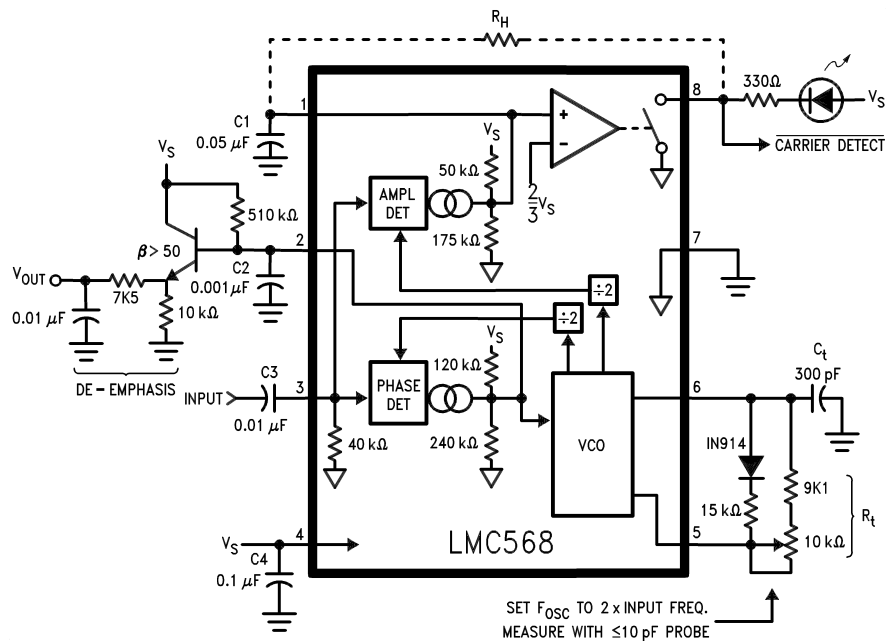 R_H
1
8
330Ω
V_S
C1
0.05 µF
V_S
+
−
CARRIER DETECT
V_S
50 kΩ
2/3 V_S
AMPL
DET
510 kΩ
175 kΩ
β> 50
2
7
V_OUT
C2
0.001 µF
7K5
10 kΩ
÷2
0.01 µF
÷2
V_S
DE-EMPHASIS
120 kΩ
C_t
300 pF
C3
3
PHASE
DET
6
INPUT
0.01 µF
VCO
IN914
40 kΩ
240 kΩ
9K1
15 kΩ
R_t
V_S
4
LMC568
5
10 kΩ
C4
0.1 µF
SET F_OSC TO 2 x INPUT FREQ.
MEASURE WITH ≤10 pF PROBE